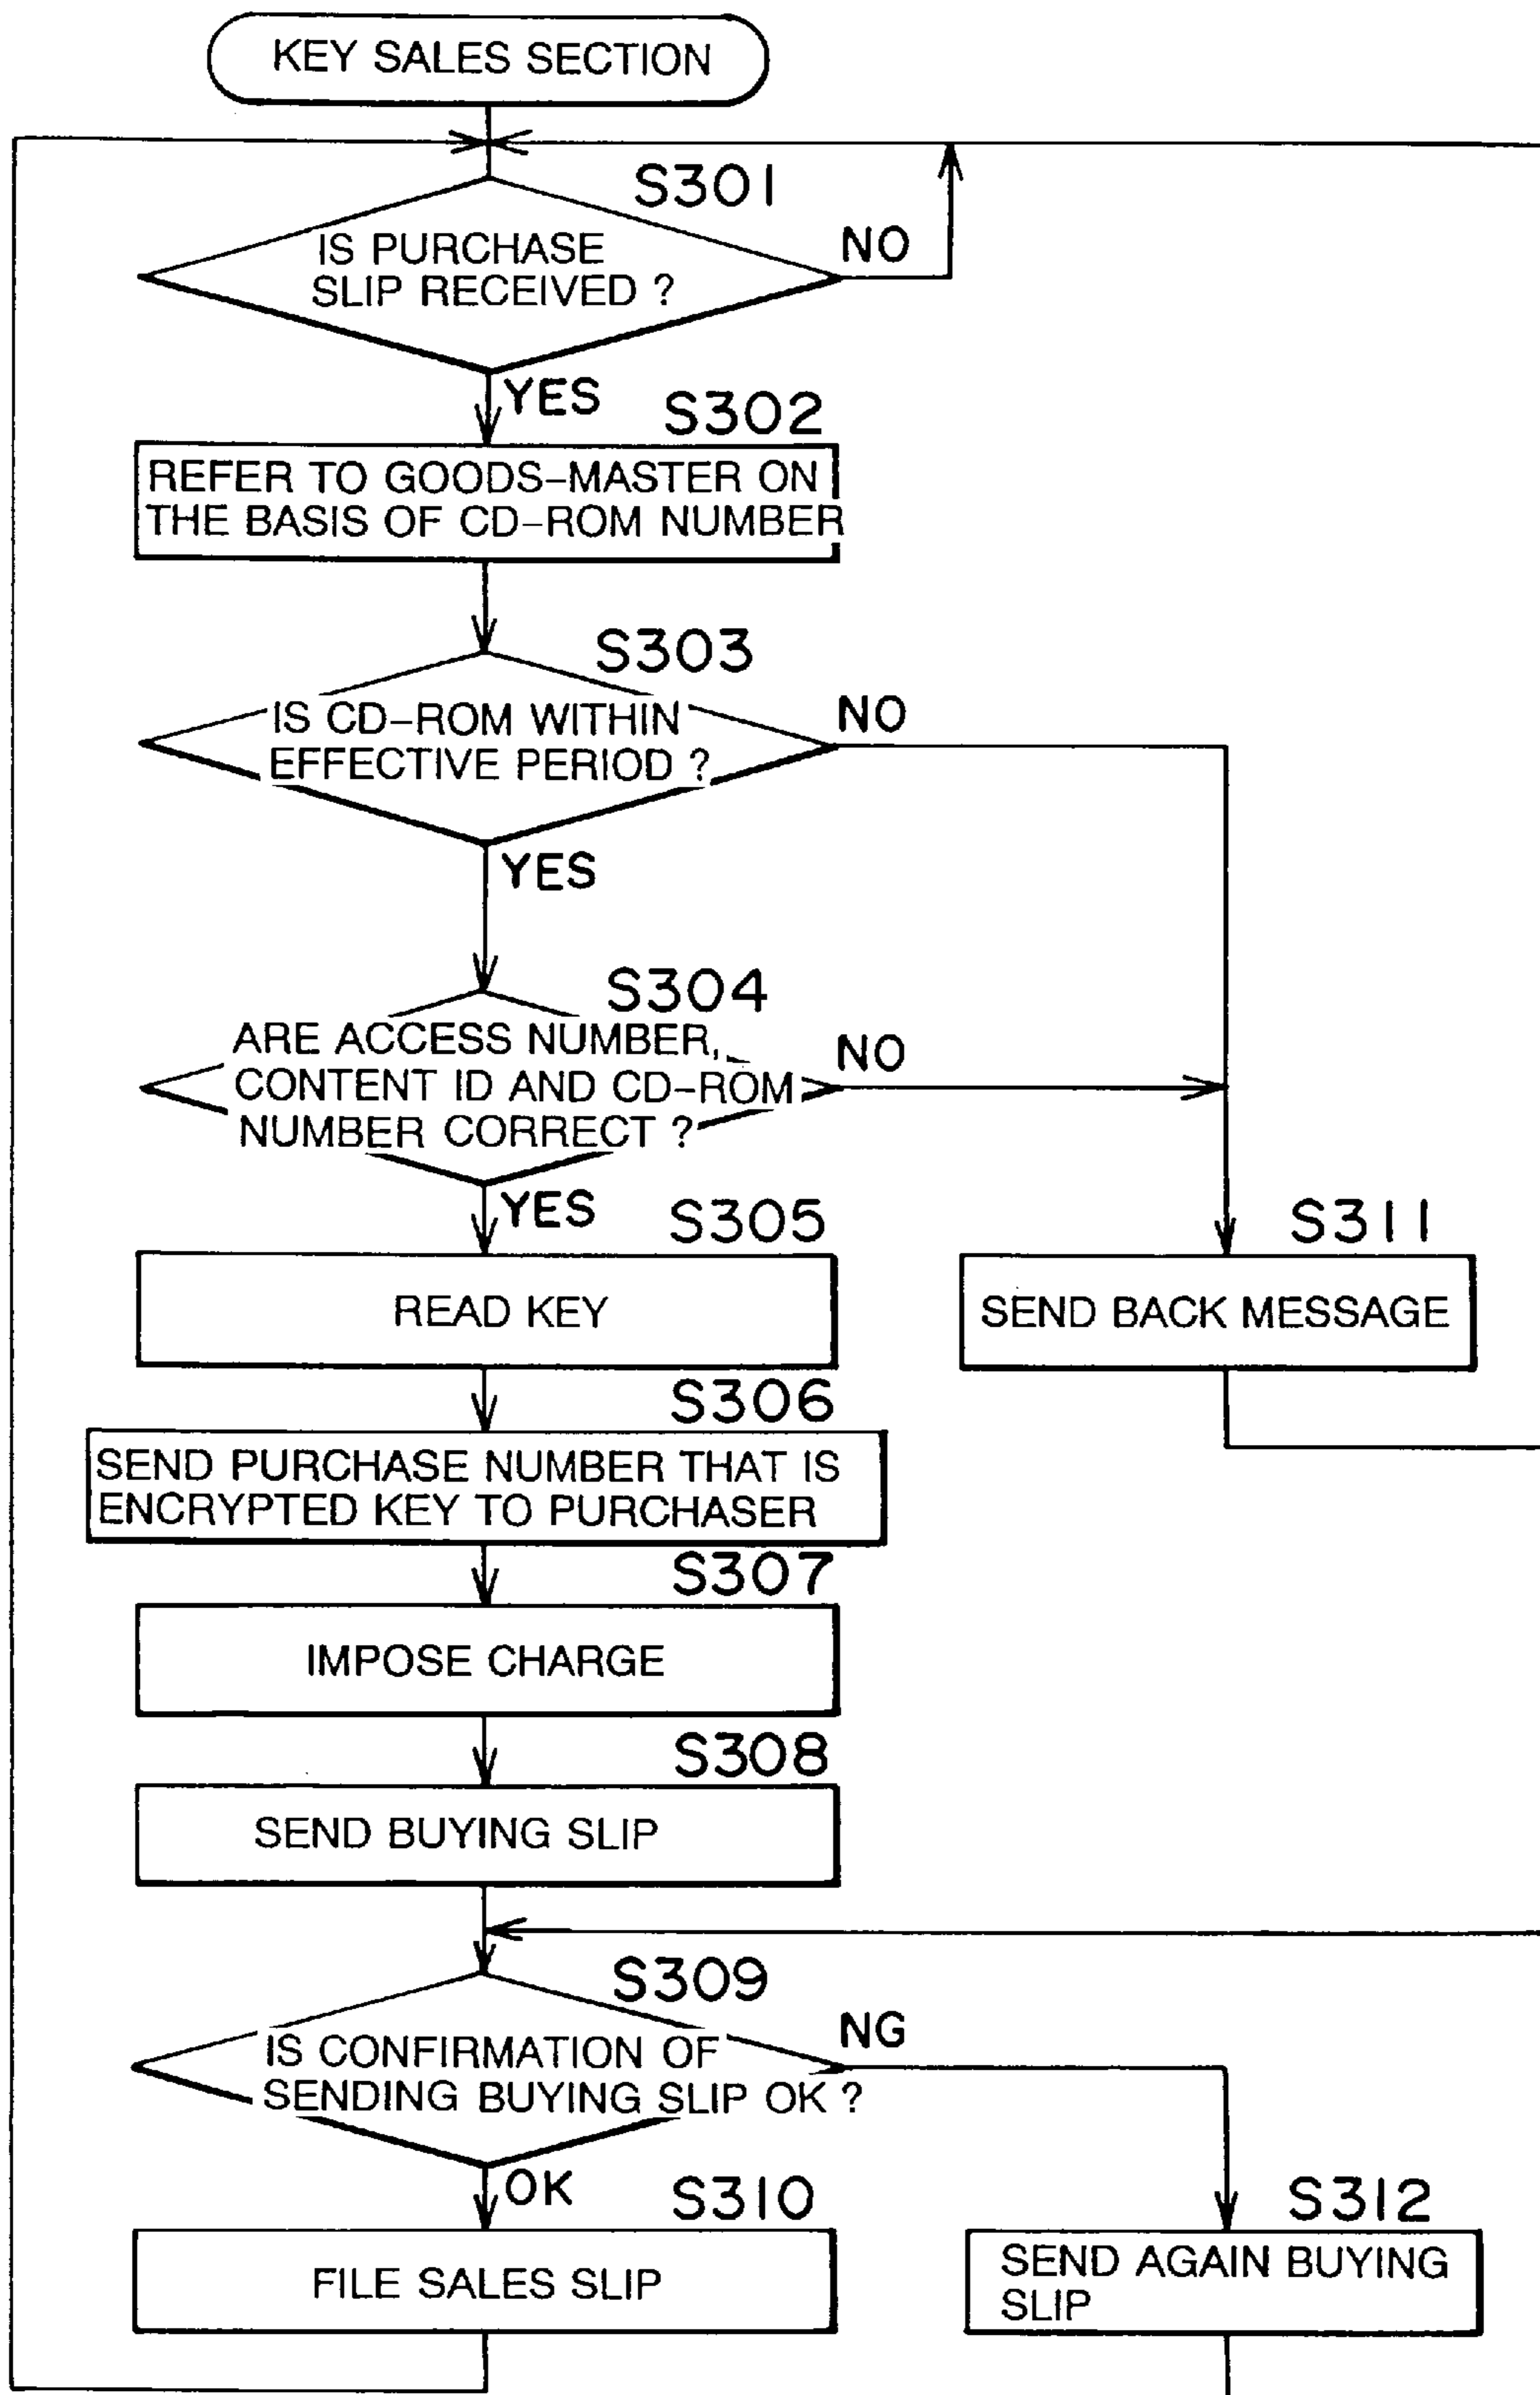 KEY SALES SECTION
S301
IS PURCHASE
SLIP RECEIVED ?
NO
YES
S302
REFER TO GOODS-MASTER ON
THE BASIS OF CD-ROM NUMBER
S303
IS CD-ROM WITHIN
EFFECTIVE PERIOD ?
NO
YES
S304
ARE ACCESS NUMBER,
CONTENT ID AND CD-ROM
NUMBER CORRECT ?
NO
YES
S305
READ KEY
S311
SEND BACK MESSAGE
S306
SEND PURCHASE NUMBER THAT IS
ENCRYPTED KEY TO PURCHASER
S307
IMPOSE CHARGE
S308
SEND BUYING SLIP
S309
IS CONFIRMATION OF
SENDING BUYING SLIP OK ?
NG
OK
S310
FILE SALES SLIP
S312
SEND AGAIN BUYING
SLIP